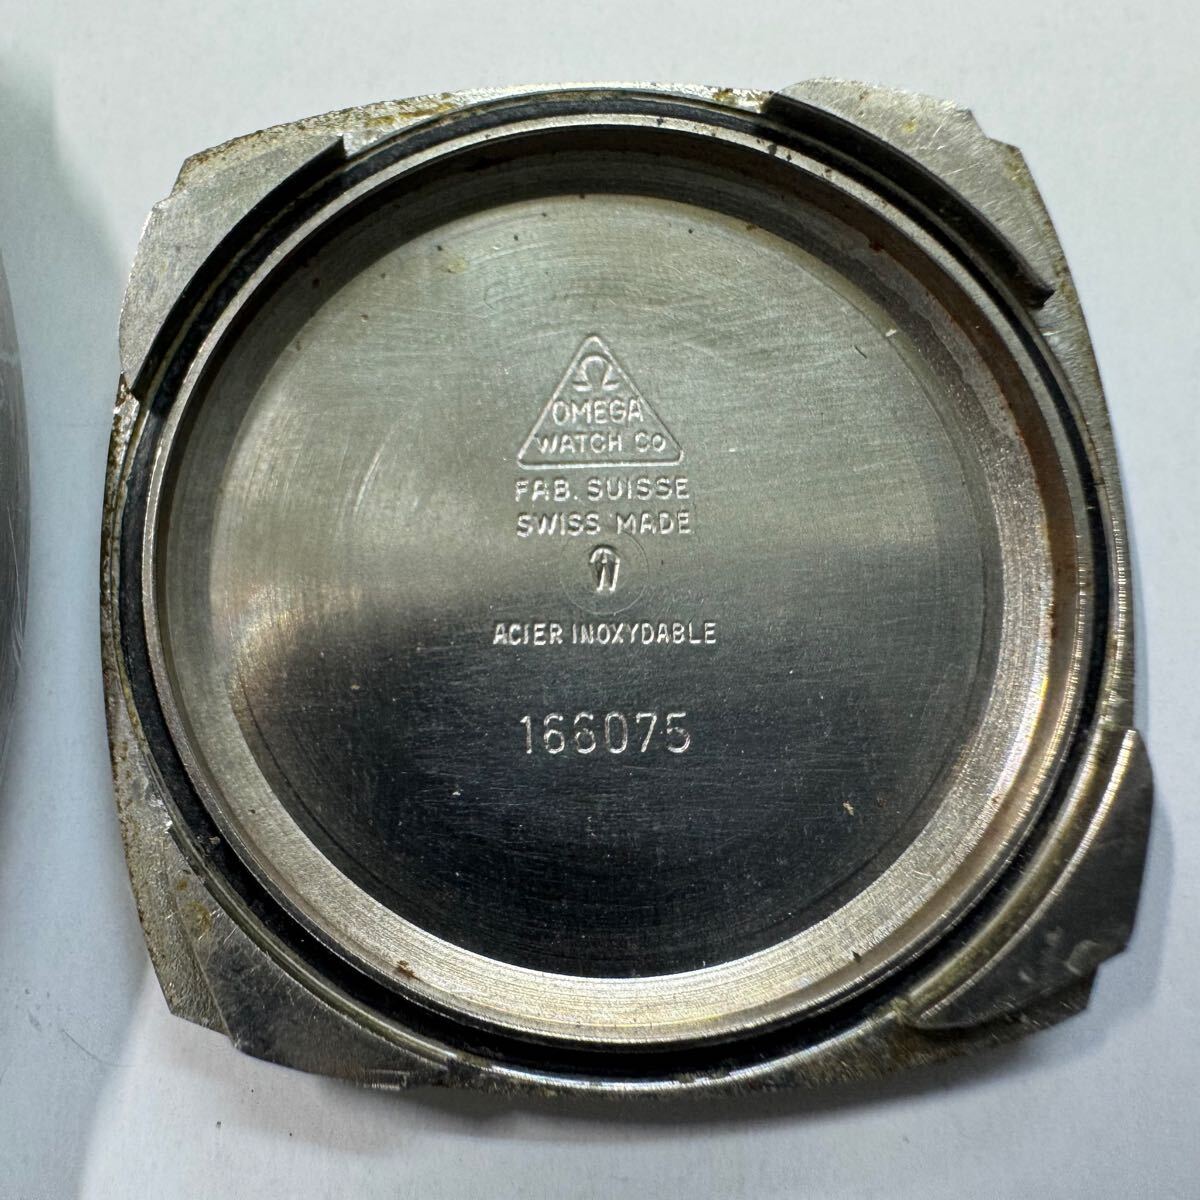 Ω
OMEGA
WATCH CO
FAB. SUISSE
SWISS MADE
ACIER INOXYDABLE
166075